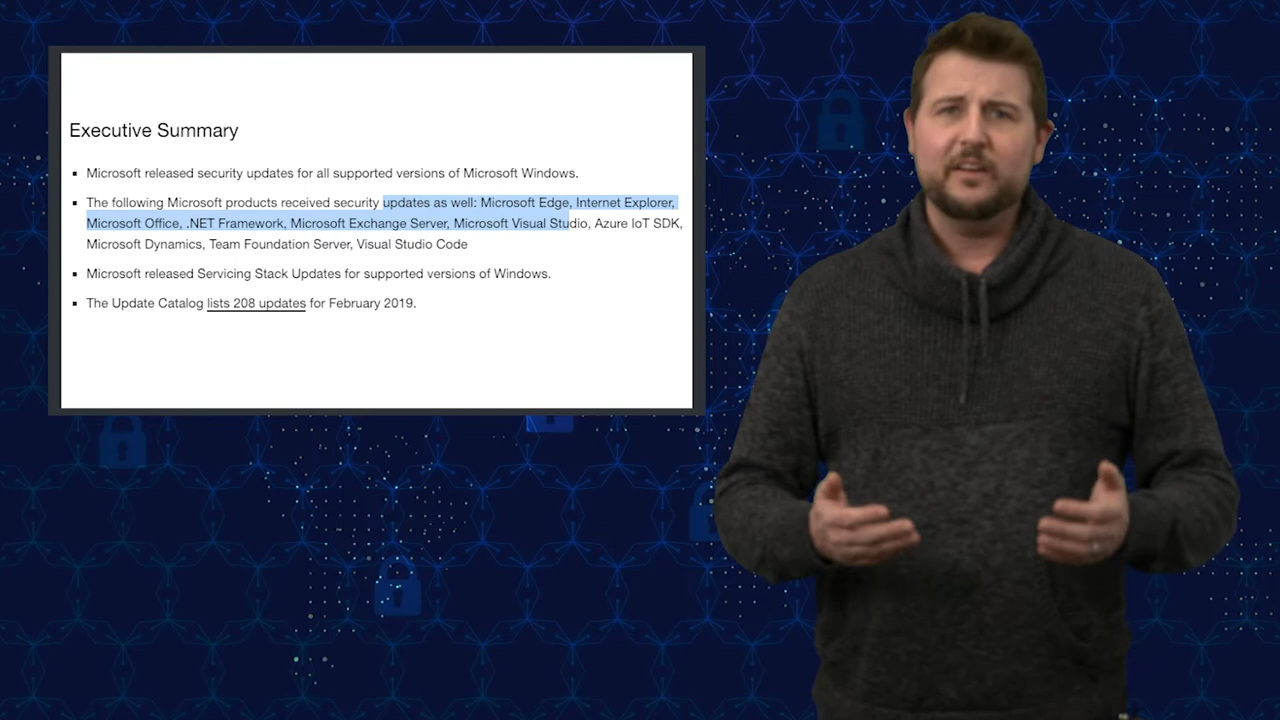 Executive Summary
Microsoft released security updates for all supported versions of Microsoft Windows.
The following Microsoft products received security updates as well: Microsoft Edge, Internet Explorer,
Microsoft Office, .NET Framework, Microsoft Exchange Server, Microsoft Visual Studio, Azure IoT SDK,
Microsoft Dynamics, Team Foundation Server, Visual Studio Code
Microsoft released Servicing Stack Updates for supported versions of Windows.
The Update Catalog lists 208 updates for February 2019.